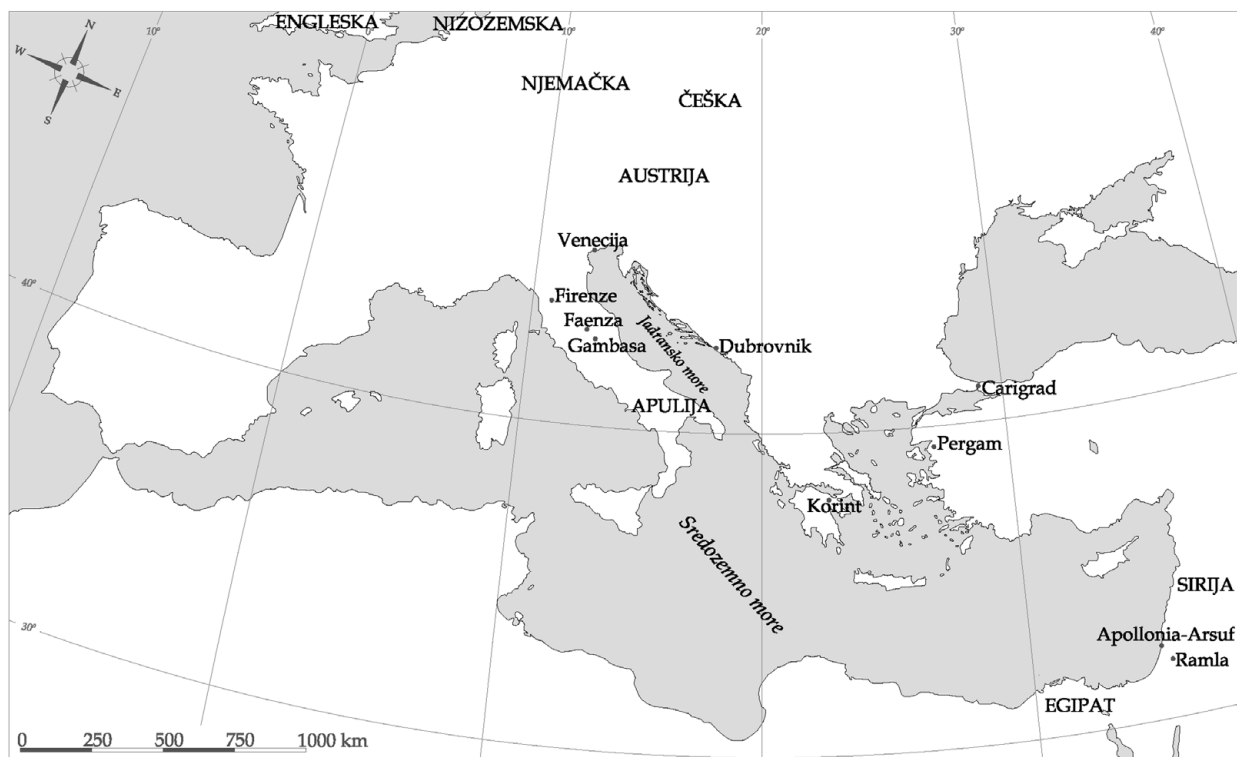 ENGLESKA
NIZOZEMSKA
N
W
E
S
10°
0°
10°
20°
30°
40°
NJEMAČKA
ČEŠKA
AUSTRIJA
Venecija
Firenze
Faenza
Gambasa
Jadransko more
Dubrovnik
40°
Carigrad
APULIJA
Pergam
Korint
Sredozemno more
SIRIJA
30°
Apollonia-Arsuf
Ramla
EGIPAT
0 250 500 750 1000 km